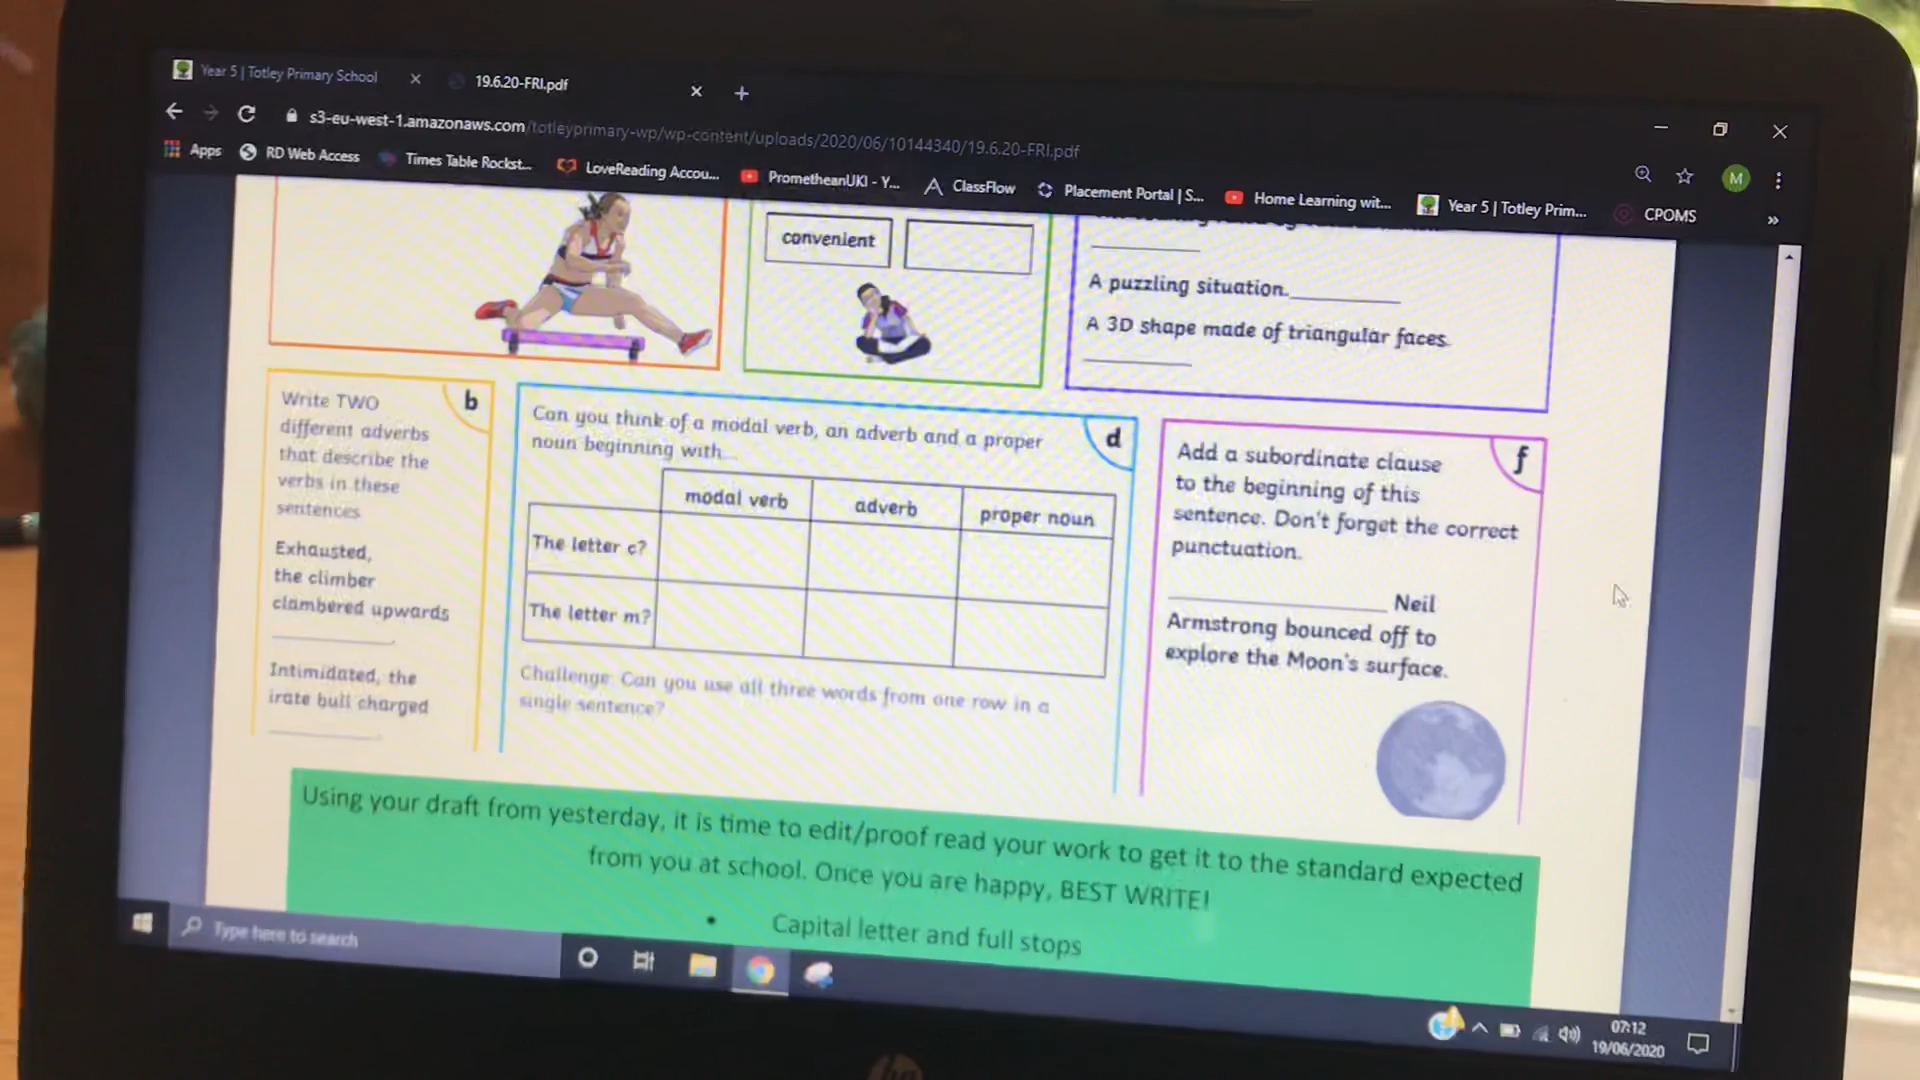 Year 5 | Totley Primary School
19.6.20-FRI.pdf
s3-eu-west-1.amazonaws.com/totleyprimary-wp/wp-content/uploads/2020/06/10144340/19.6.20-FRI.pdf
Apps
RD Web Access
Times Table Rockst...
LoveReading Accou...
PrometheanUKI - Y...
ClassFlow
Placement Portal | S...
Home Learning wit...
Year 5 | Totley Prim...
CPOMS
»
M
convenient
A puzzling situation.
A 3D shape made of triangular faces.
b
Write TWO
different adverbs
that describe the
verbs in these
sentences
Exhausted,
the climber
clambered upwards
Intimidated, the
irate bull charged
d
Can you think of a modal verb, an adverb and a proper
noun beginning with...
modal verb
adverb
proper noun
The letter c?
The letter m?
Challenge: Can you use all three words from one row in a
single sentence?
f
Add a subordinate clause
to the beginning of this
sentence. Don't forget the correct
punctuation.
Neil
Armstrong bounced off to
explore the Moon's surface.
Using your draft from yesterday, it is time to edit/proof read your work to get it to the standard expected
from you at school. Once you are happy, BEST WRITE!
• Capital letter and full stops
Type here to search
07:12
19/06/2020
hp